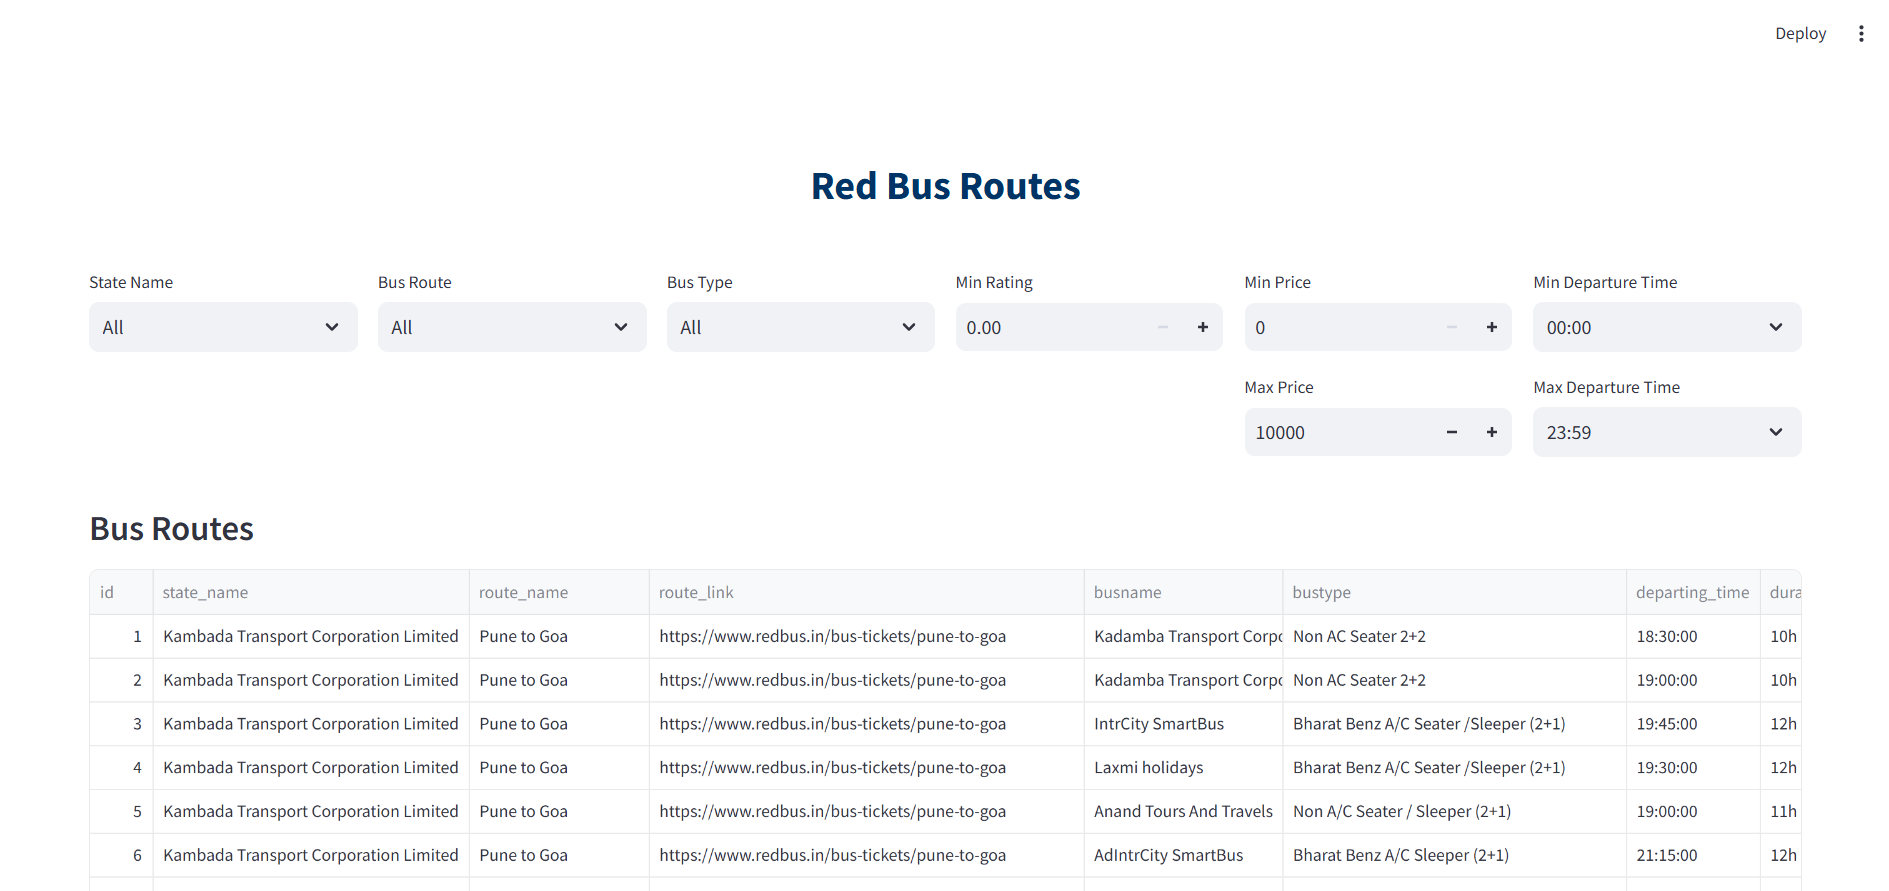 Deploy
Red Bus Routes
State Name Bus Route Bus Type Min Rating Min Price Min Departure Time
All All All 0.00 0 00:00
Max Price Max Departure Time
10000 23:59
Bus Routes
id state_name route_name route_link busname bustype departing_time dura
1 Kambada Transport Corporation Limited Pune to Goa https://www.redbus.in/bus-tickets/pune-to-goa Kadamba Transport Corpo Non AC Seater 2+2 18:30:00 10h
2 Kambada Transport Corporation Limited Pune to Goa https://www.redbus.in/bus-tickets/pune-to-goa Kadamba Transport Corpo Non AC Seater 2+2 19:00:00 10h
3 Kambada Transport Corporation Limited Pune to Goa https://www.redbus.in/bus-tickets/pune-to-goa IntrCity SmartBus Bharat Benz A/C Seater /Sleeper (2+1) 19:45:00 12h
4 Kambada Transport Corporation Limited Pune to Goa https://www.redbus.in/bus-tickets/pune-to-goa Laxmi holidays Bharat Benz A/C Seater /Sleeper (2+1) 19:30:00 12h
5 Kambada Transport Corporation Limited Pune to Goa https://www.redbus.in/bus-tickets/pune-to-goa Anand Tours And Travels Non A/C Seater / Sleeper (2+1) 19:00:00 11h
6 Kambada Transport Corporation Limited Pune to Goa https://www.redbus.in/bus-tickets/pune-to-goa AdIntrCity SmartBus Bharat Benz A/C Sleeper (2+1) 21:15:00 12h